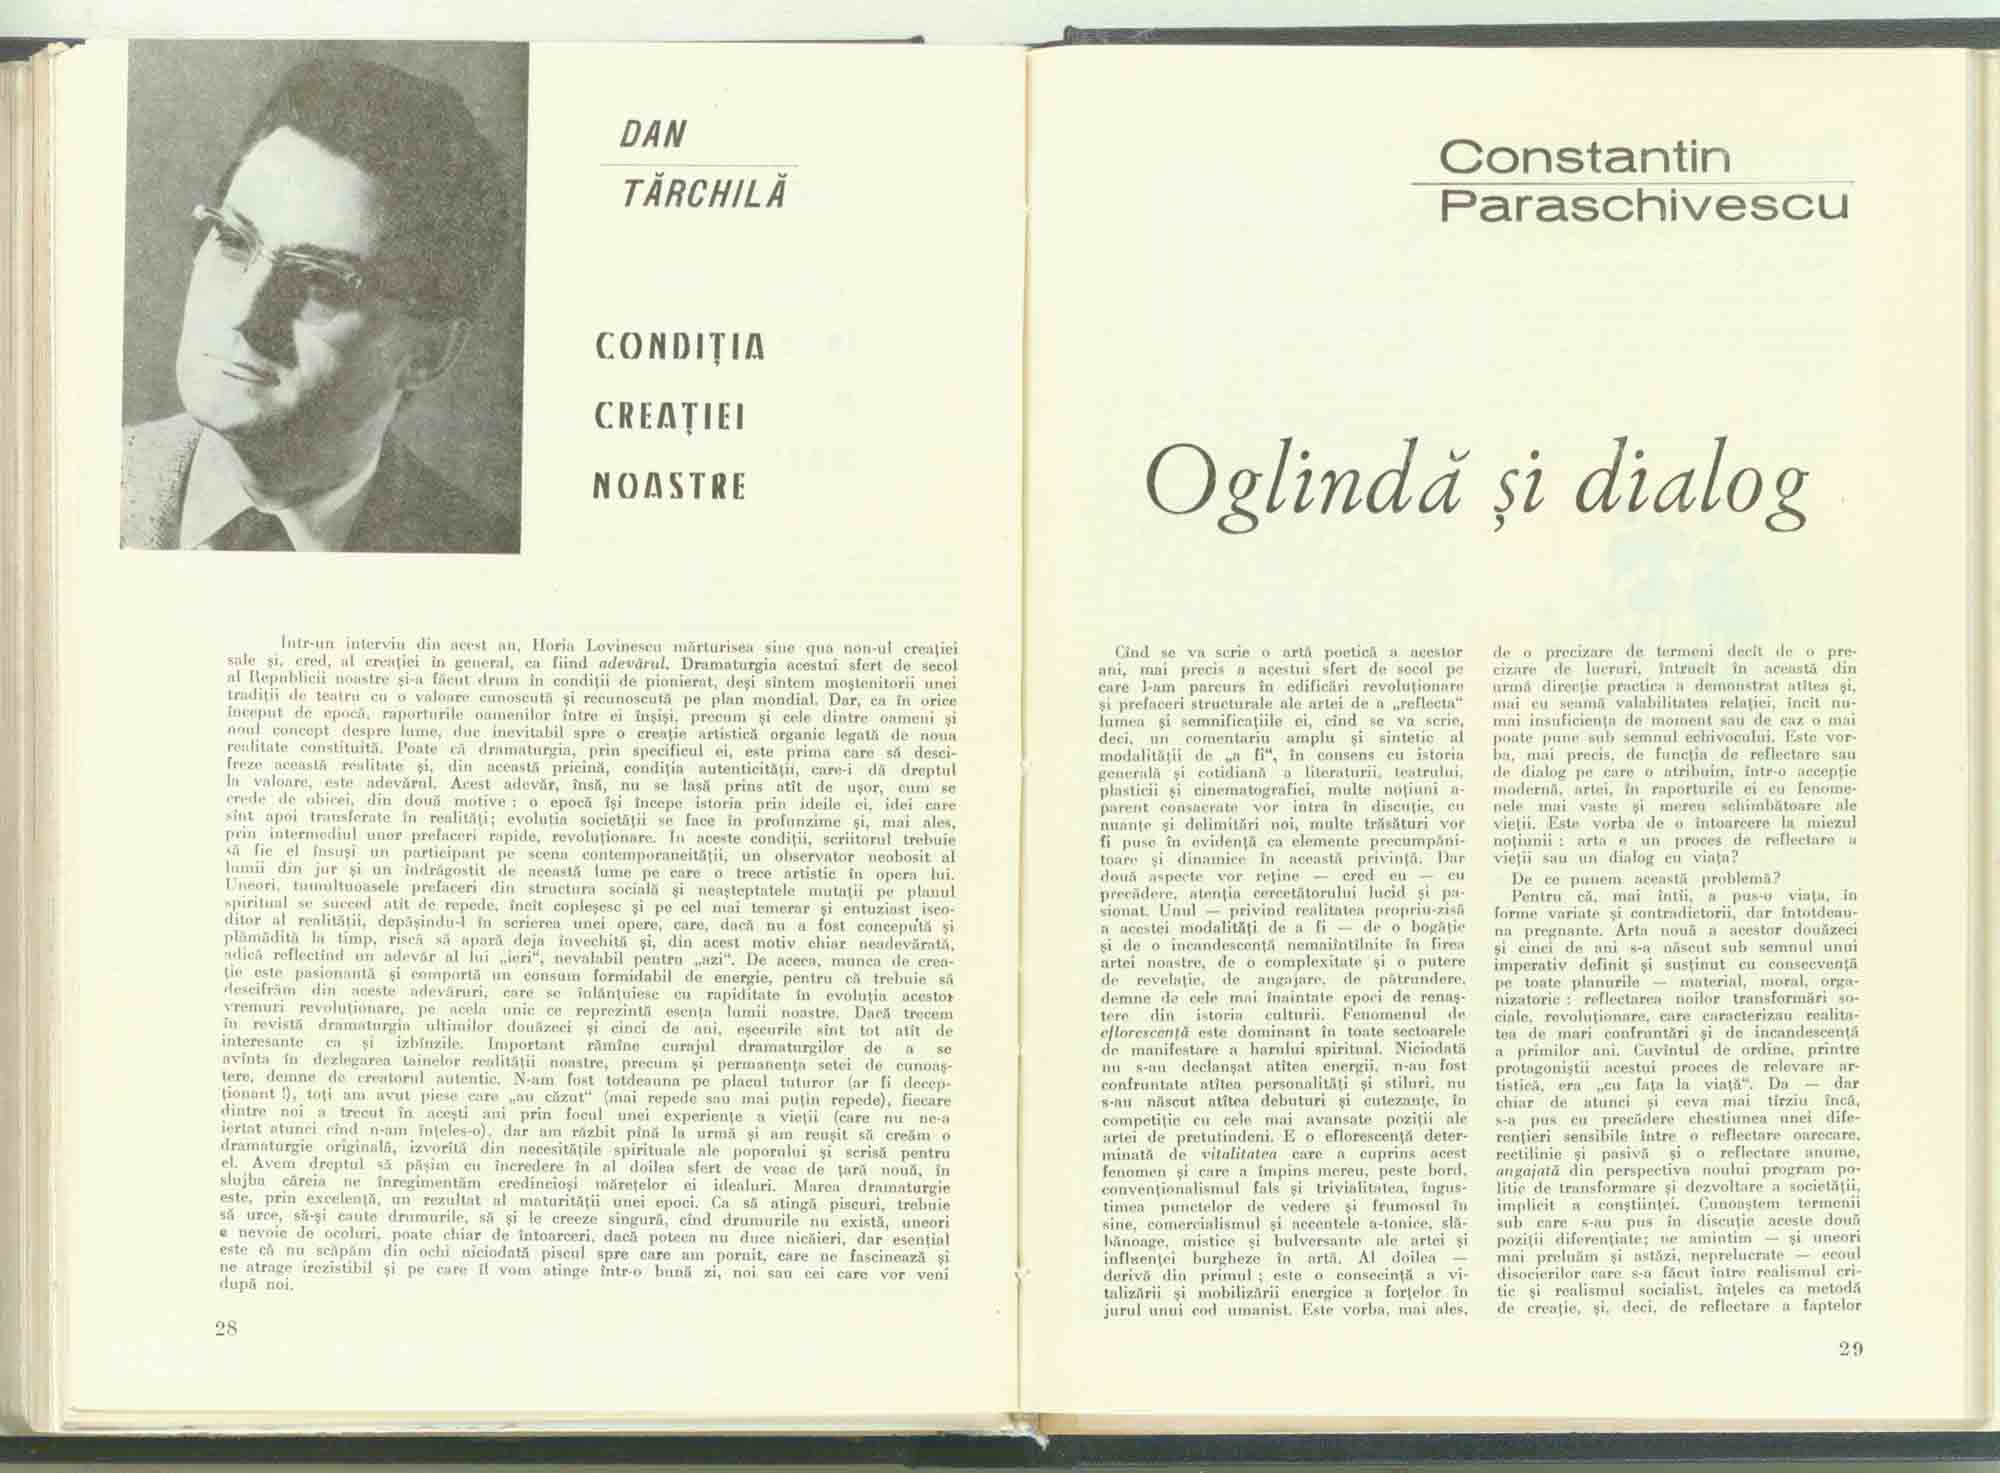 DAN
TĂRCHILĂ
CONDIȚIA
CREAȚIEI
NOASTRE
Într-un interviu din acest an, Horia Lovinescu mărturisea sine qua non-ul creației
sale și, cred, al creației în general, ca fiind adevărul. Dramaturgia acestui sfert de secol
al Republicii noastre și-a făcut drum în condiții de pionierat, deși sîntem moștenitorii unei
tradiții de teatru cu o valoare cunoscută și recunoscută pe plan mondial. Dar, ca în orice
început de epocă, raporturile oamenilor între ei înșiși, precum și cele dintre oameni și
noul concept despre lume, duc inevitabil spre o creație artistică organic legată de noua
realitate constituită. Poate că dramaturgia, prin specificul ei, este prima care să desci-
freze această realitate și, din această pricină, condiția autenticității, care-i dă dreptul
la valoare, este adevărul. Acest adevăr, însă, nu se lasă prins atît de ușor, cum se
crede de obicei, din două motive : o epocă își începe istoria prin ideile ei, idei care
sînt apoi transferate în realități; evoluția societății se face în profunzime și, mai ales,
prin intermediul unor prefaceri rapide, revoluționare. În aceste condiții, scriitorul trebuie
să fie el însuși un participant pe scena contemporaneității, un observator neobosit al
lumii din jur și un îndrăgostit de această lume pe care o trece artistic în opera lui.
Uneori, tumultuoasele prefaceri din structura socială și neașteptatele mutații pe planul
spiritual se succed atît de repede, încît copleșesc și pe cel mai temerar și entuziast isco-
ditor al realității, depășindu-l în scrierea unei opere, care, dacă nu a fost concepută și
plămădită la timp, riscă să apară deja învechită și, din acest motiv chiar neadevărată,
adică reflectînd un adevăr al lui „ieri“, nevalabil pentru „azi“. De aceea, munca de crea-
ție este pasionantă și comportă un consum formidabil de energie, pentru că trebuie să
descifrăm din aceste adevăruri, care se înlănțuiesc cu rapiditate în evoluția acestor
vremuri revoluționare, pe acela unic ce reprezintă esența lumii noastre. Dacă trecem
în revistă dramaturgia ultimilor douăzeci și cinci de ani, eșecurile sînt tot atît de
interesante ca și izbînzile. Important rămîne curajul dramaturgilor de a se
avînta în dezlegarea tainelor realității noastre, precum și permanența setei de cunoaș-
tere, demne de creatorul autentic. N-am fost totdeauna pe placul tuturor (ar fi decep-
ționant !), toți am avut piese care „au căzut“ (mai repede sau mai puțin repede), fiecare
dintre noi a trecut în acești ani prin focul unei experiențe a vieții (care nu ne-a
iertat atunci cînd n-am înțeles-o), dar am răzbit pînă la urmă și am reușit să creăm o
dramaturgie originală, izvorîtă din necesitățile spirituale ale poporului și scrisă pentru
el. Avem dreptul să pășim cu încredere în al doilea sfert de veac de țară nouă, în
slujba căreia ne înregimentăm credincioși mărețelor ei idealuri. Marea dramaturgie
este, prin excelență, un rezultat al maturității unei epoci. Ca să atingă piscuri, trebuie
să urce, să-și caute drumurile, să și le creeze singură, cînd drumurile nu există, uneori
e nevoie de ocoluri, poate chiar de întoarceri, dacă poteca nu duce nicăieri, dar esențial
este că nu scăpăm din ochi niciodată piscul spre care am pornit, care ne fascinează și
ne atrage irezistibil și pe care îl vom atinge într-o bună zi, noi sau cei care vor veni
după noi.
28
Constantin
Paraschivescu
Oglindă și dialog
Cînd se va scrie o artă poetică a acestor
ani, mai precis a acestui sfert de secol pe
care l-am parcurs în edificări revoluționare
și prefaceri structurale ale artei de a „reflecta“
lumea și semnificațiile ei, cînd se va scrie,
deci, un comentariu amplu și sintetic al
modalității de „a fi“, în consens cu istoria
generală și cotidiană a literaturii, teatrului,
plasticii și cinematografiei, multe noțiuni a-
parent consacrate vor intra în discuție, cu
nuanțe și delimitări noi, multe trăsături vor
fi puse în evidență ca elemente precumpăni-
toare și dinamice în această privință. Dar
două aspecte vor reține — cred eu — cu
precădere, atenția cercetătorului lucid și pa-
sionat. Unul — privind realitatea propriu-zisă
a acestei modalități de a fi — de o bogăție
și de o incandescență nemaiîntîlnite în firea
artei noastre, de o complexitate și o putere
de revelație, de angajare, de pătrundere,
demne de cele mai înaintate epoci de renaș-
tere din istoria culturii. Fenomenul de
eflorescență este dominant în toate sectoarele
de manifestare a harului spiritual. Niciodată
nu s-au declanșat atîtea energii, n-au fost
confruntate atîtea personalități și stiluri, nu
s-au născut atîtea debuturi și cutezanțe, în
competiție cu cele mai avansate poziții ale
artei de pretutindeni. E o eflorescență deter-
minată de vitalitatea care a cuprins acest
fenomen și care a împins mereu, peste bord,
convenționalismul fals și trivialitatea, îngus-
timea punctelor de vedere și frumosul în
sine, comercialismul și accentele a-tonice, slă-
bănoage, mistice și bulversante ale artei și
influenței burgheze în artă. Al doilea —
derivă din primul ; este o consecință a vi-
talizării și mobilizării energice a forțelor în
jurul unui cod umanist. Este vorba, mai ales,
de o precizare de termeni decît de o pre-
cizare de lucruri, întrucît în această din
urmă direcție practica a demonstrat atîtea și,
mai cu seamă valabilitatea relației, încît nu-
mai insuficiența de moment sau de caz o mai
poate pune sub semnul echivocului. Este vor-
ba, mai precis, de funcția de reflectare sau
de dialog pe care o atribuim, într-o accepție
modernă, artei, în raporturile ei cu fenome-
nele mai vaste și mereu schimbătoare ale
vieții. Este vorba de o întoarcere la miezul
noțiunii : arta e un proces de reflectare a
vieții sau un dialog cu viața?
De ce punem această problemă?
Pentru că, mai întîi, a pus-o viața, în
forme variate și contradictorii, dar întotdeau-
na pregnante. Arta nouă a acestor douăzeci
și cinci de ani s-a născut sub semnul unui
imperativ definit și susținut cu consecvență
pe toate planurile — material, moral, orga-
nizatoric : reflectarea noilor transformări so-
ciale, revoluționare, care caracterizau realita-
tea de mari confruntări și de incandescență
a primilor ani. Cuvîntul de ordine, printre
protagoniștii acestui proces de relevare ar-
tistică, era „cu fața la viață“. Da — dar
chiar de atunci și ceva mai tîrziu încă,
s-a pus cu precădere chestiunea unei dife-
rențieri sensibile între o reflectare oarecare,
rectilinie și pasivă și o reflectare anume,
angajată din perspectiva noului program po-
litic de transformare și dezvoltare a societății,
implicit a conștiinței. Cunoaștem termenii
sub care s-au pus în discuție aceste două
poziții diferențiate; ne amintim — și uneori
mai preluăm și astăzi, neprelucrate — ecoul
disocierilor care s-a făcut între realismul cri-
tic și realismul socialist, înțeles ca metodă
de creație, și, deci, de reflectare a faptelor
29